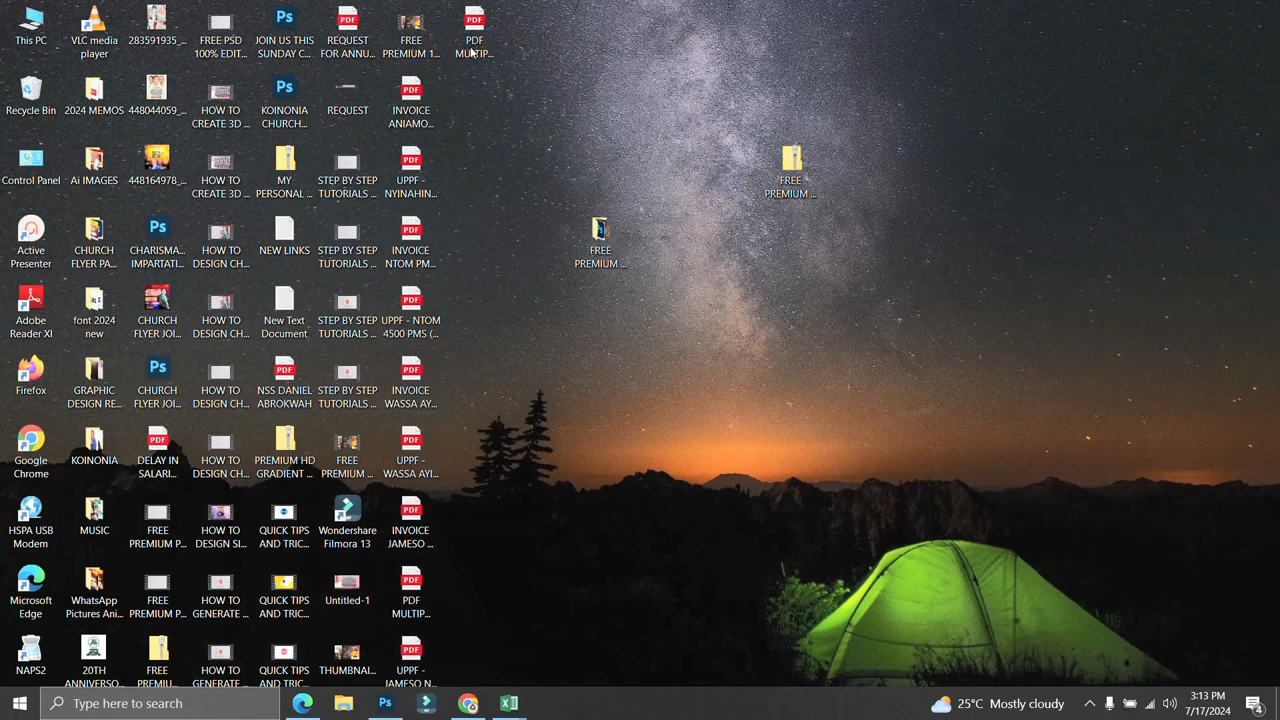 This PC
VLC media
player
283591935_...
FREE PSD
100% EDIT...
JOIN US THIS
SUNDAY C...
REQUEST
FOR ANNU...
FREE
PREMIUM 1...
PDF
MULTIP...
Recycle Bin
2024 MEMOS
448044059_...
HOW TO
CREATE 3D ...
KOINONIA
CHURCH...
REQUEST
INVOICE
ANIAMO...
Control Panel
Ai IMAGES
448164978_...
HOW TO
CREATE 3D ...
MY
PERSONAL ...
STEP BY STEP
TUTORIALS ...
UPPF -
NYINAHIN...
FREE
PREMIUM ...
Active
Presenter
CHURCH
FLYER PA...
CHARISMA...
IMPARTATI...
HOW TO
DESIGN CH...
NEW LINKS
STEP BY STEP
TUTORIALS ...
INVOICE
NTOM PM...
FREE
PREMIUM ...
Adobe
Reader XI
font 2024
new
CHURCH
FLYER JOI...
HOW TO
DESIGN CH...
New Text
Document
STEP BY STEP
TUTORIALS ...
UPPF - NTOM
4500 PMS (...
Firefox
GRAPHIC
DESIGN RE...
CHURCH
FLYER JOI...
HOW TO
DESIGN CH...
NSS DANIEL
ABROKWAH
STEP BY STEP
TUTORIALS ...
INVOICE
WASSA AY...
Google
Chrome
KOINONIA
DELAY IN
SALARI...
HOW TO
DESIGN CH...
PREMIUM HD
GRADIENT ...
FREE
PREMIUM ...
UPPF -
WASSA AYI...
HSPA USB
Modem
MUSIC
FREE
PREMIUM P...
HOW TO
DESIGN SI...
QUICK TIPS
AND TRIC...
Wondershare
Filmora 13
INVOICE
JAMESO ...
Microsoft
Edge
WhatsApp
Pictures Ani...
FREE
PREMIUM P...
HOW TO
GENERATE ...
QUICK TIPS
AND TRIC...
Untitled-1
PDF
MULTIP...
NAPS2
20TH
ANNIVERSO...
FREE
PREMIU...
HOW TO
GENERATE ...
QUICK TIPS
AND TRIC...
THUMBNAI...
UPPF -
JAMESO N...
Type here to search
25°C Mostly cloudy
3:13 PM
7/17/2024
4